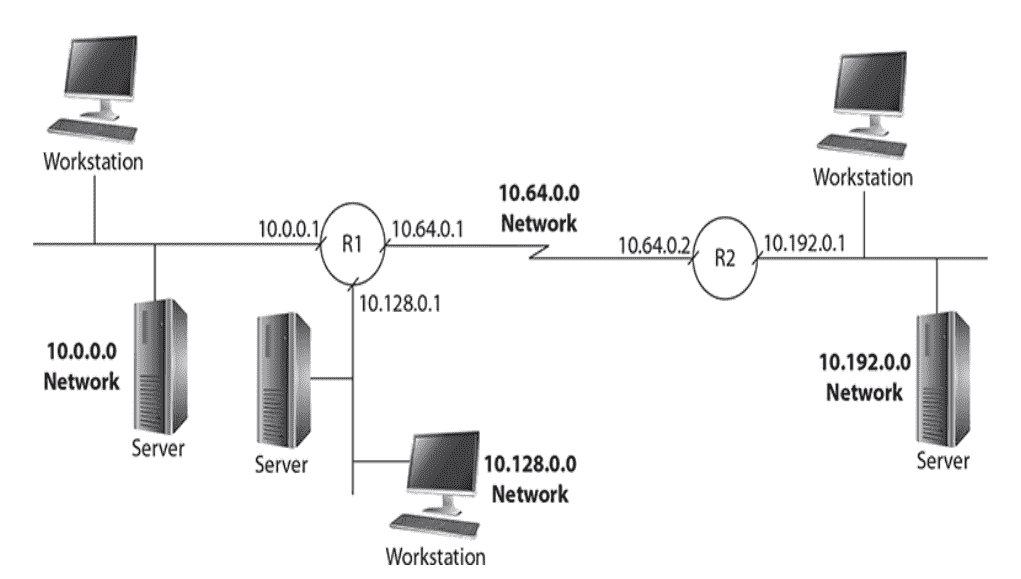 Workstation
Workstation
10.64.0.0
Network
10.0.0.1
R1
10.64.0.1
10.64.0.2
R2
10.192.0.1
10.128.0.1
10.0.0.0
Network
Server
Server
10.128.0.0
Network
Workstation
10.192.0.0
Network
Server